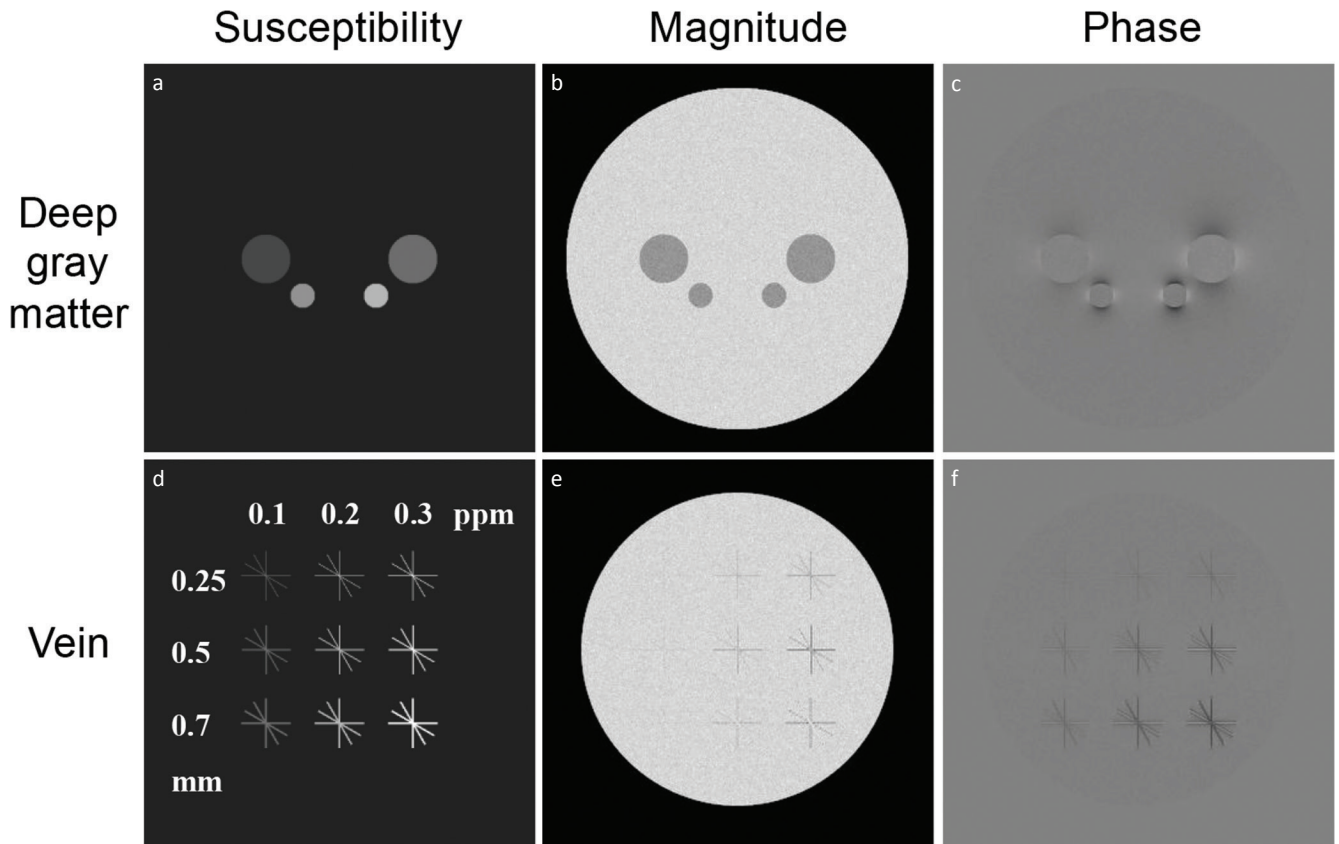 Susceptibility Magnitude Phase
a b c
Deep
gray
matter
d e f
0.1 0.2 0.3 ppm
0.25
0.5
Vein
0.7
mm